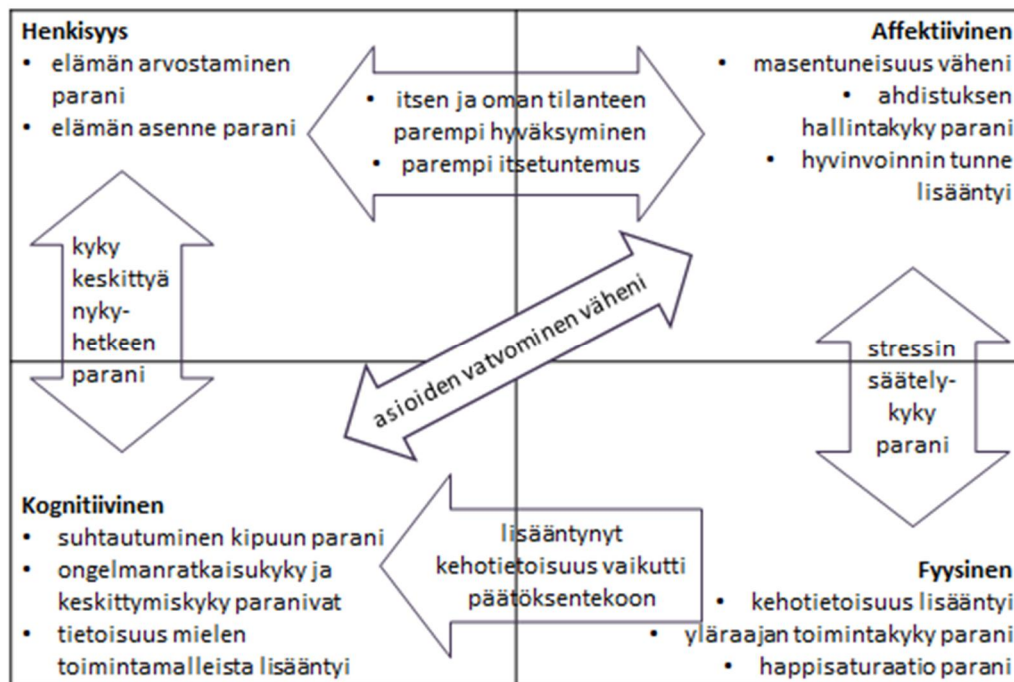 Henkisyys
• elämän arvostaminen
parani
• elämän asenne parani
• itsen ja oman tilanteen
parempi hyväksyminen
• parempi itsetuntemus
Affektiivinen
• masentuneisuus väheni
• ahdistuksen
hallintakyky parani
• hyvinvoinnin tunne
lisääntyi
kyky
keskittyä
nyky-
hetkeen
parani
asioiden vatvominen väheni
stressin
säätely-
kyky
parani
Kognitiivinen
• suhtautuminen kipuun parani
• ongelmanratkaisukyky ja
keskittymiskyky paranivat
• tietoisuus mielen
toimintamalleista lisääntyi
lisääntynyt
kehotietoisuus vaikutti
päätöksentekoon
Fyysinen
• kehotietoisuus lisääntyi
• yläraajan toimintakyky parani
• happisaturaatio parani